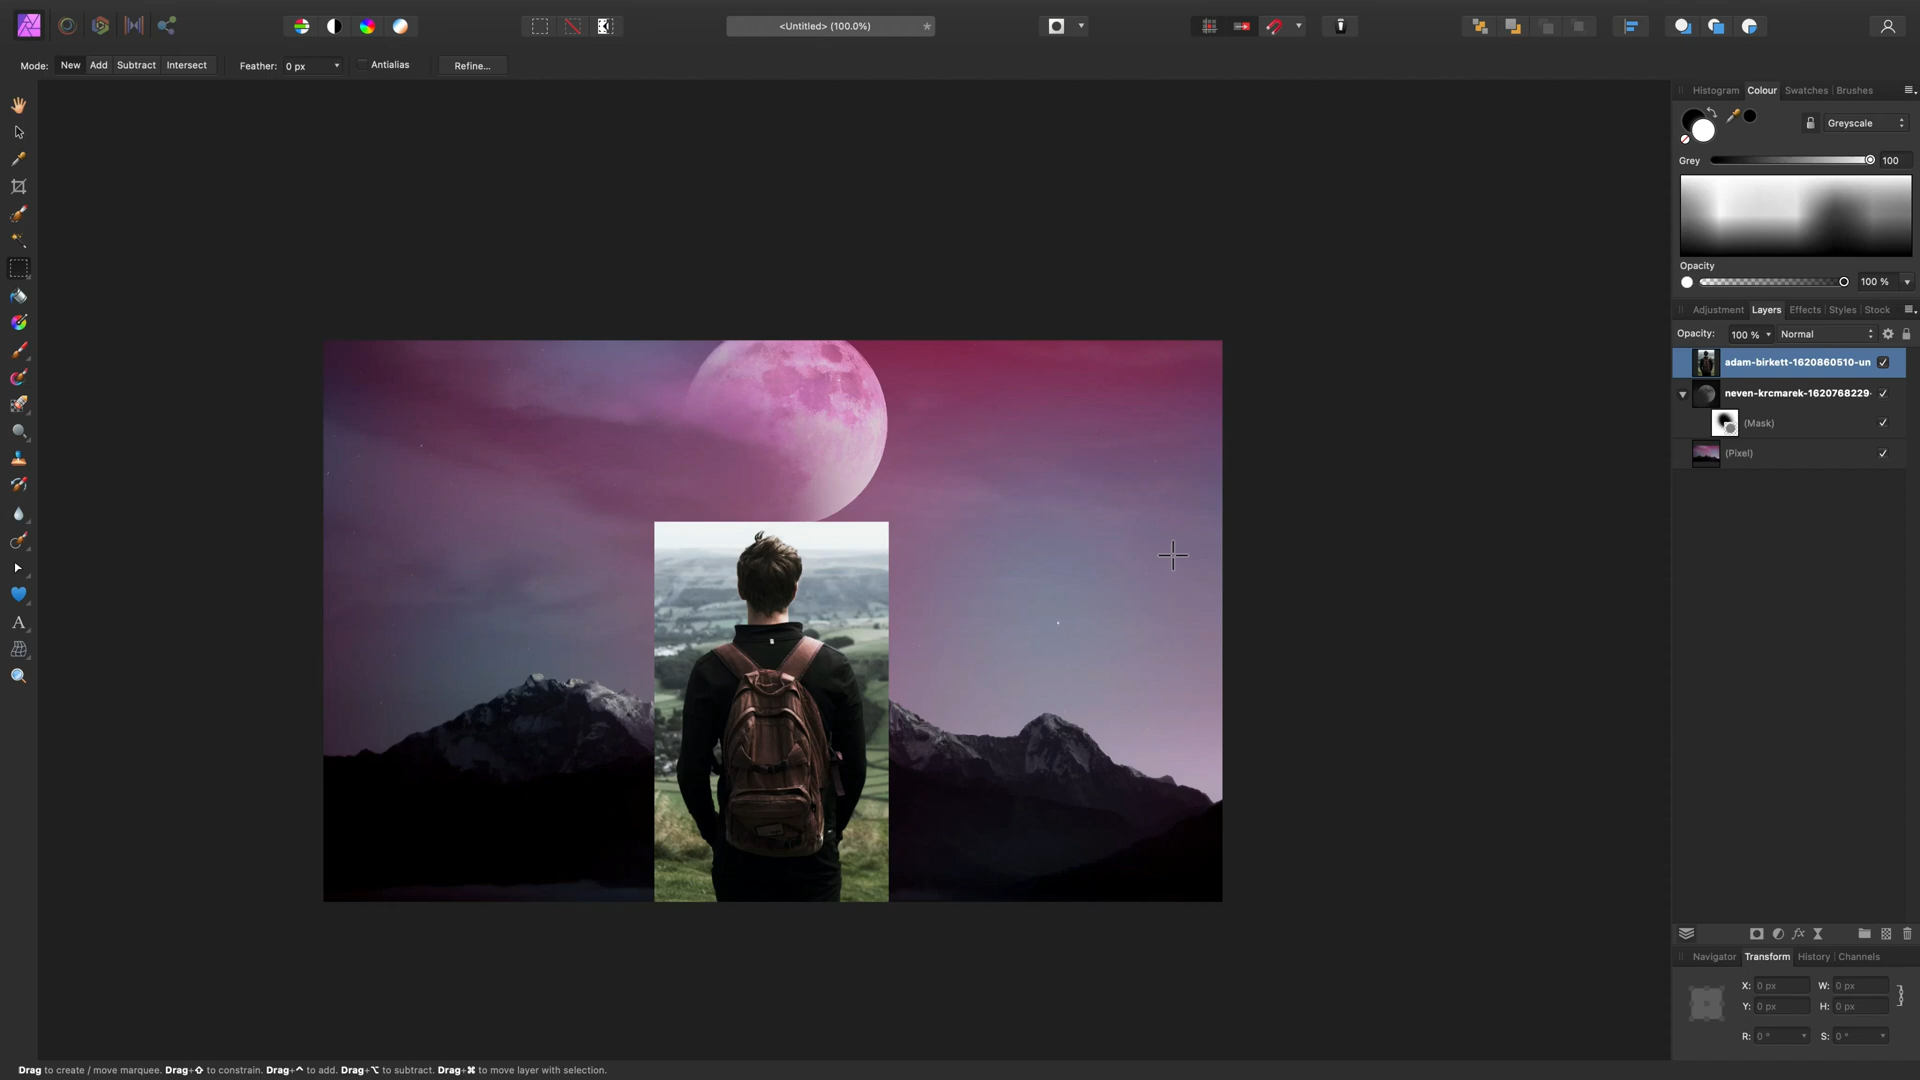 <Untitled> (100.0%)
*
Mode: New Add Subtract Intersect Feather: 0 px Antialias Refine...
Histogram Colour Swatches Brushes
Greyscale
Grey 100
Opacity
100 %
Adjustment Layers Effects Styles Stock
Opacity: 100 % Normal
adam-birkett-1620860510-un
neven-krcmarek-1620768229-
(Mask)
(Pixel)
fx
A
Navigator Transform History Channels
X: 0 px W: 0 px
Y: 0 px H: 0 px
R: 0 ° S: 0 °
Drag to create / move marquee. Drag+⇧ to constrain. Drag+⌃ to add. Drag+⌥ to subtract. Drag+⌘ to move layer with selection.